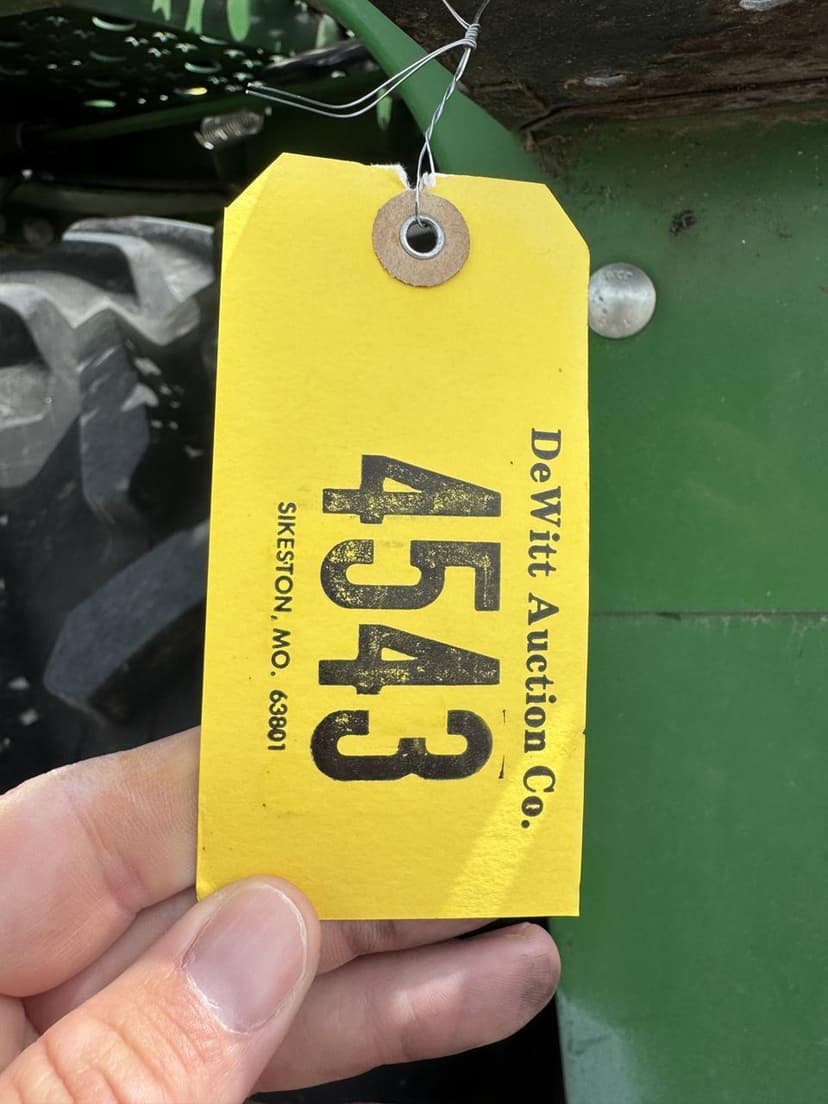 DeWitt Auction Co.
4543
SIKESTON, MO. 63801